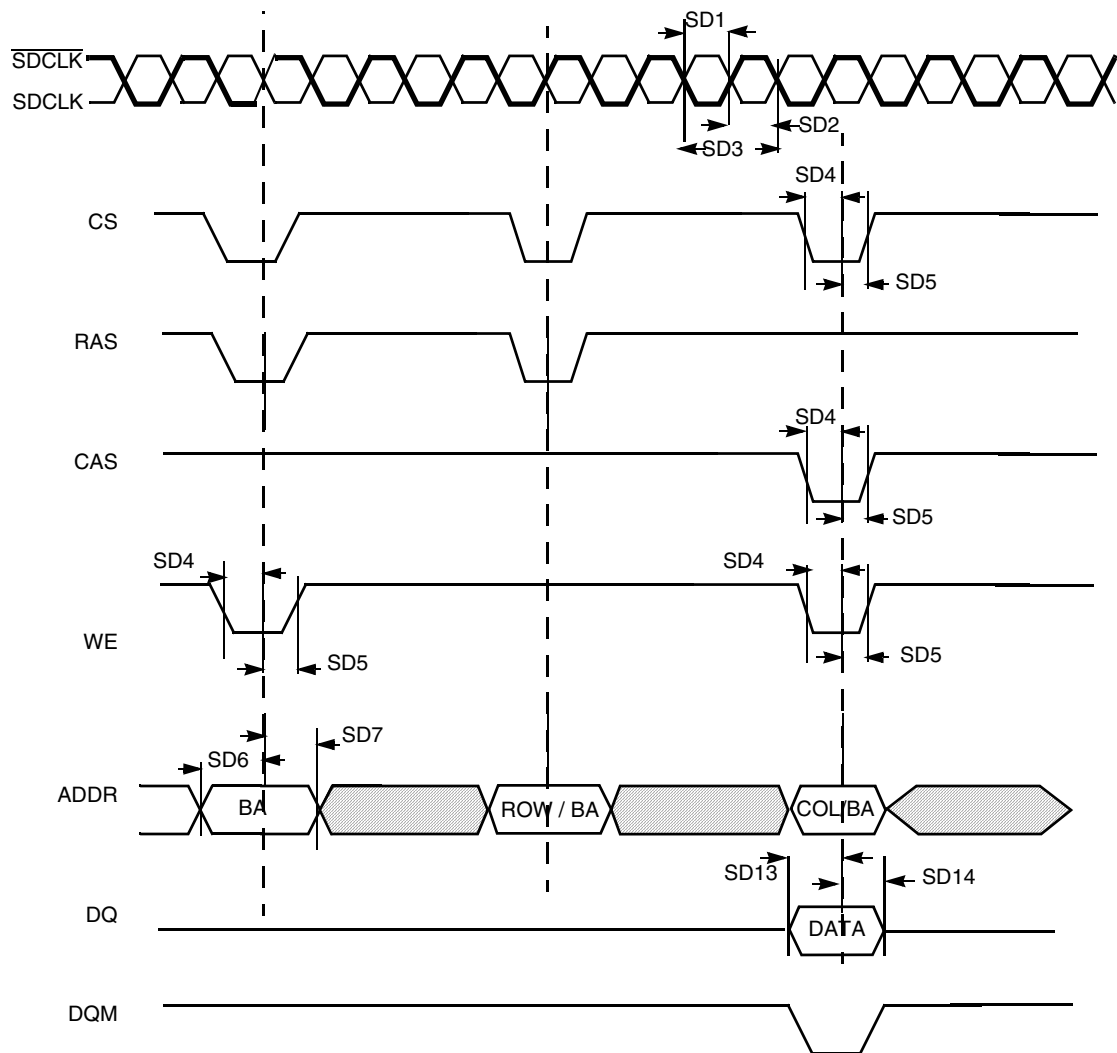 SD1
SDCLK
SDCLK
SD2
SD3
SD4
CS
SD5
RAS
SD4
CAS
SD5
SD4
SD4
WE
SD5
SD5
SD7
SD6
ADDR
BA
ROW / BA
COL/BA
SD13
SD14
DQ
DATA
DQM